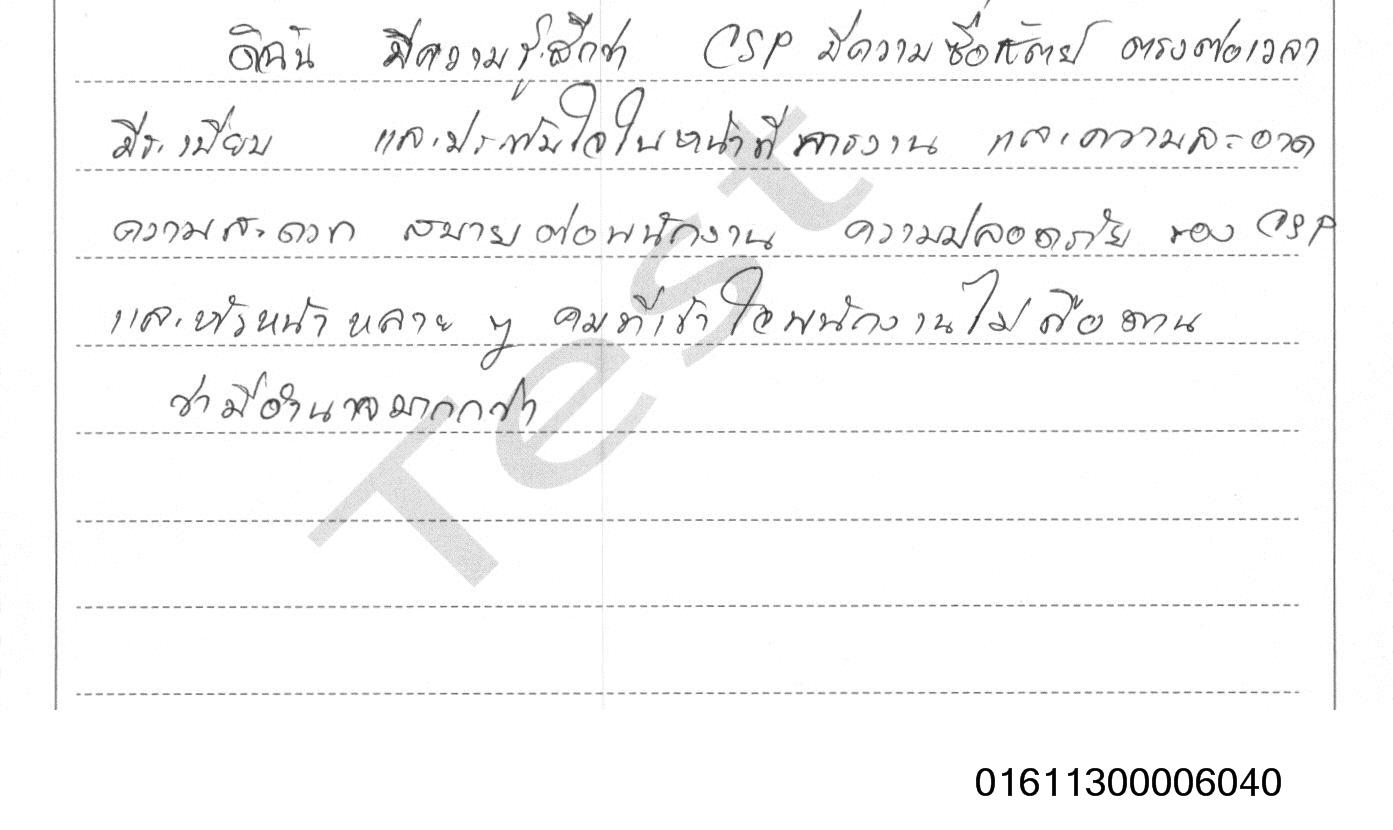 ดิฉัน มีความรู้สึกว่า CSP มีความซื่อสัตย์ ตรงต่อเวลา
มีระเบียบ และประทับใจในหน้าที่การงาน และความสะอาด
ความสะดวก สบายต่อพนักงาน ความปลอดภัย ของ CSP
และหัวหน้าหลาย ๆ คนที่เข้าใจพนักงานไม่ถือตน
ว่ามีอำนาจมากกว่า
Test
01611300006040